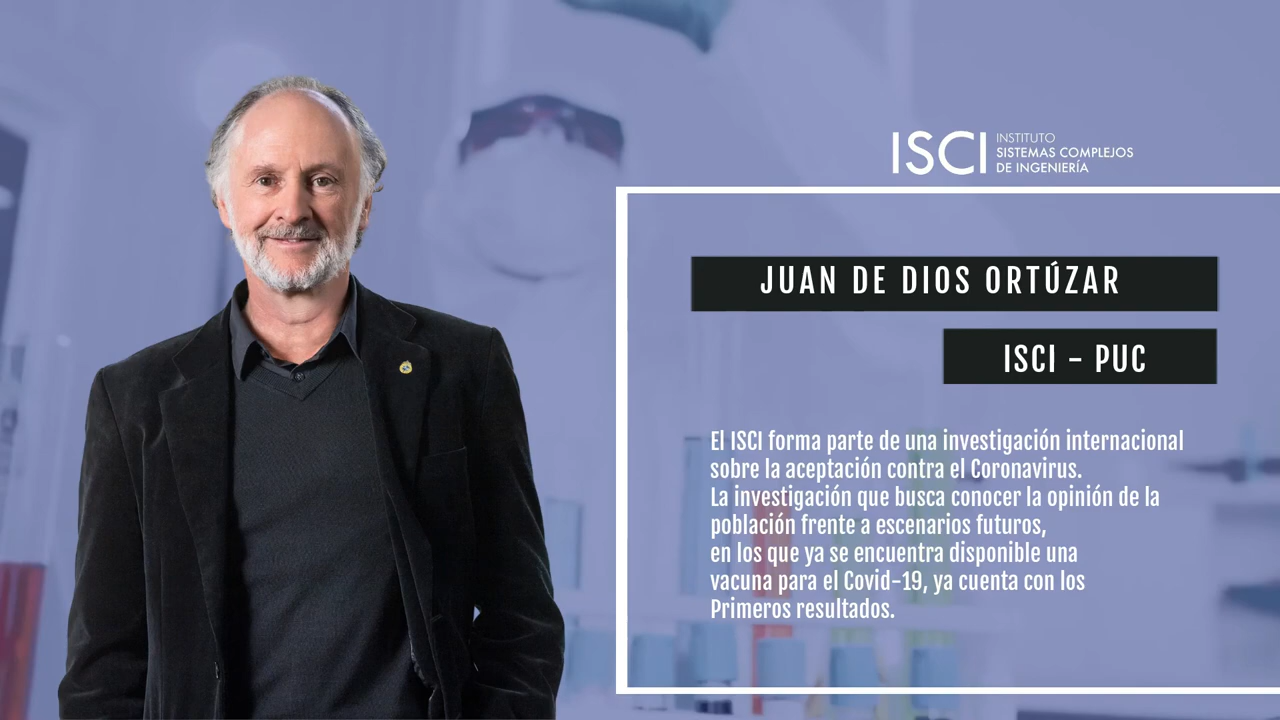 ISCI
INSTITUTO
SISTEMAS COMPLEJOS
DE INGENIERÍA
JUAN DE DIOS ORTÚZAR
ISCI - PUC
El ISCI forma parte de una investigación internacional
sobre la aceptación contra el Coronavirus.
La investigación que busca conocer la opinión de la
población frente a escenarios futuros,
en los que ya se encuentra disponible una
vacuna para el Covid-19, ya cuenta con los
Primeros resultados.